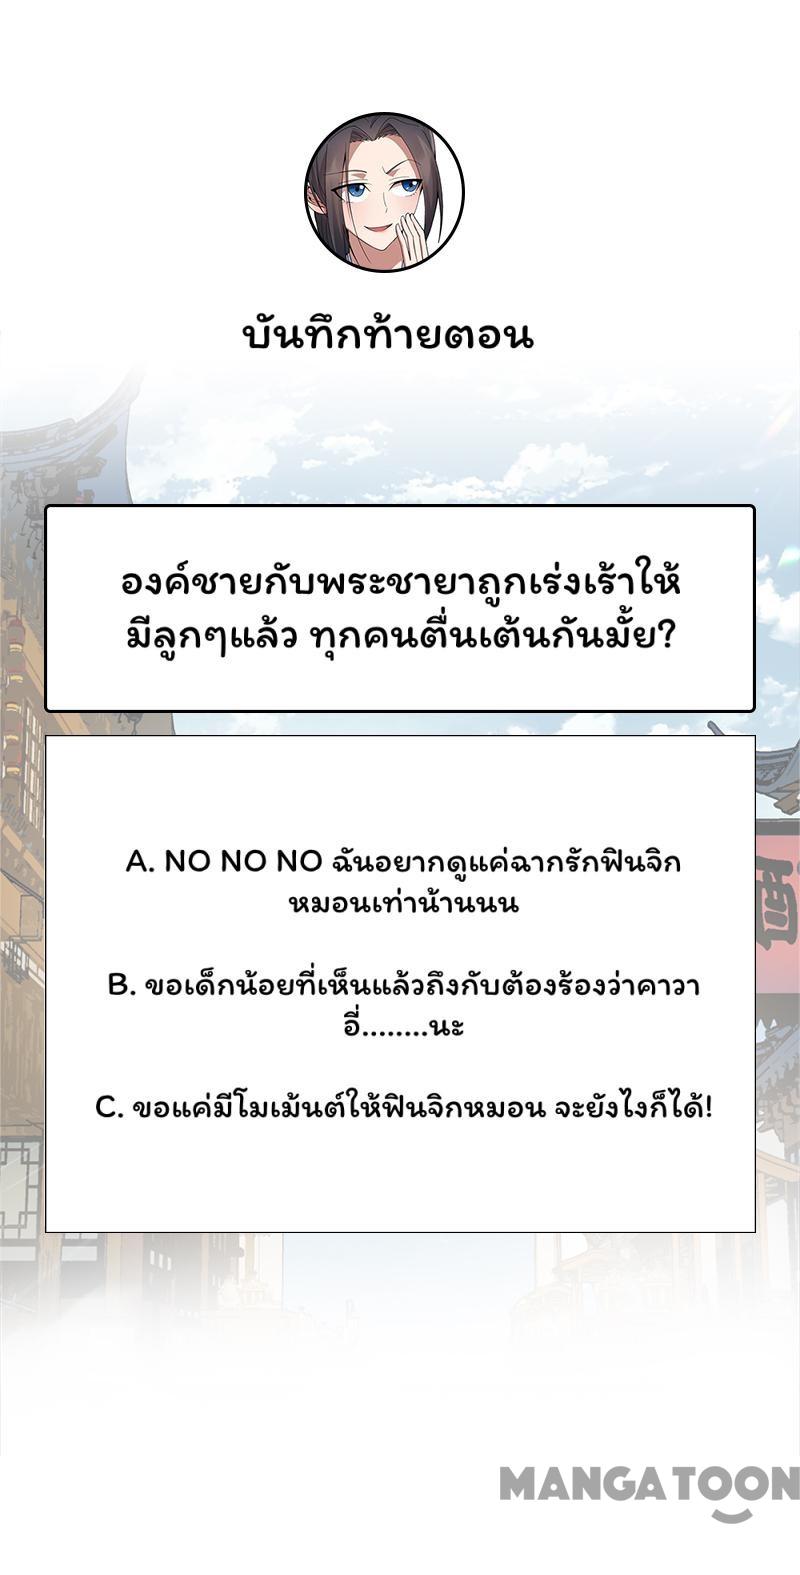 บันทึกท้ายตอน
องค์ชายกับพระชายาถูกเร่งเร้าให้
มีลูกๆแล้ว ทุกคนตื่นเต้นกันมั้ย?
A. NO NO NO ฉันอยากดูแค่ฉากรักฟินจิก
หมอนเท่าน้านนน
B. ขอเด็กน้อยที่เห็นแล้วถึงกับต้องร้องว่าคาวา
อี่........นะ
C. ขอแค่มีโมเม้นต์ให้ฟินจิกหมอน จะยังไงก็ได้!
MANGATOON